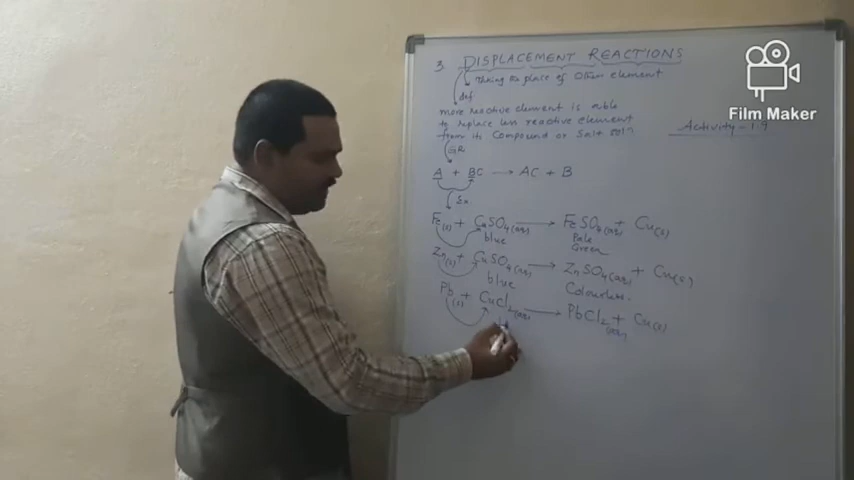 3. DISPLACEMENT REACTIONS
Taking the place of Other element
def
more reactive element is able
to replace less reactive element
from its Compound or Salt soln
GR
A + BC → AC + B
Ex
Fe(s) + CuSO4(aq) → FeSO4(aq) + Cu(s)
blue
Pale
Green
Zn(s) + CuSO4(aq) → ZnSO4(aq) + Cu(s)
blue
Colourless.
Pb(s) + CuCl2(aq) → PbCl2(aq) + Cu(s)
Activity - 1.9
Film Maker